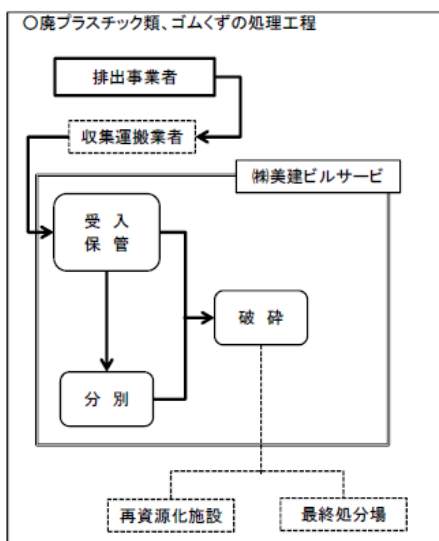 ○廃プラスチック類、ゴムくずの処理工程
排出事業者
収集運搬業者
㈱美建ビルサービ
受 入
保 管
破 砕
分 別
再資源化施設
最終処分場